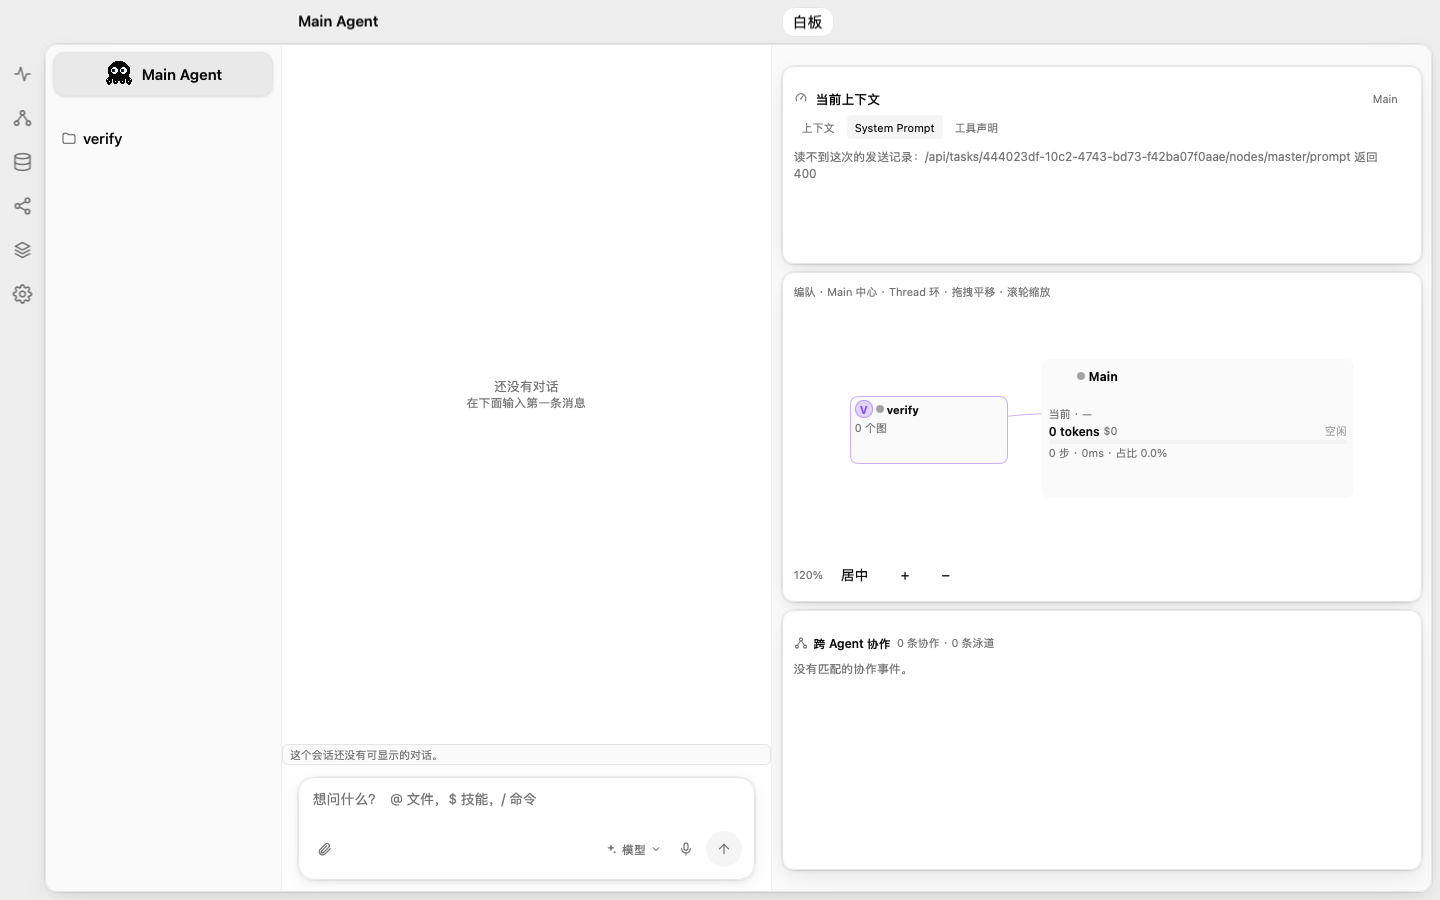 Main Agent
白板
Main Agent
verify
还没有对话
在下面输入第一条消息
这个会话还没有可显示的对话。
想问什么? @ 文件, $ 技能, / 命令
模型
当前上下文
Main
上下文
System Prompt
工具声明
读不到这次的发送记录: /api/tasks/444023df-10c2-4743-bd73-f42ba07f0aae/nodes/master/prompt 返回
400
编队 · Main 中心 · Thread 环 · 拖拽平移 · 滚轮缩放
V
verify
0 个图
Main
当前 · —
0 tokens $0
空闲
0 步 · 0ms · 占比 0.0%
120%
居中
+
−
跨 Agent 协作
0 条协作 · 0 条泳道
没有匹配的协作事件。